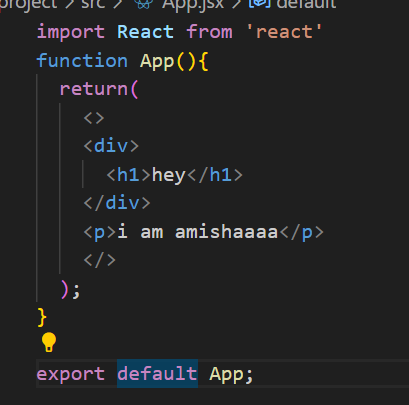 project > src > App.jsx > default
import React from 'react'
function App(){
return(
<>
<div>
<h1>hey</h1>
</div>
<p>i am amishaaaa</p>
</>
);
}
export default App;